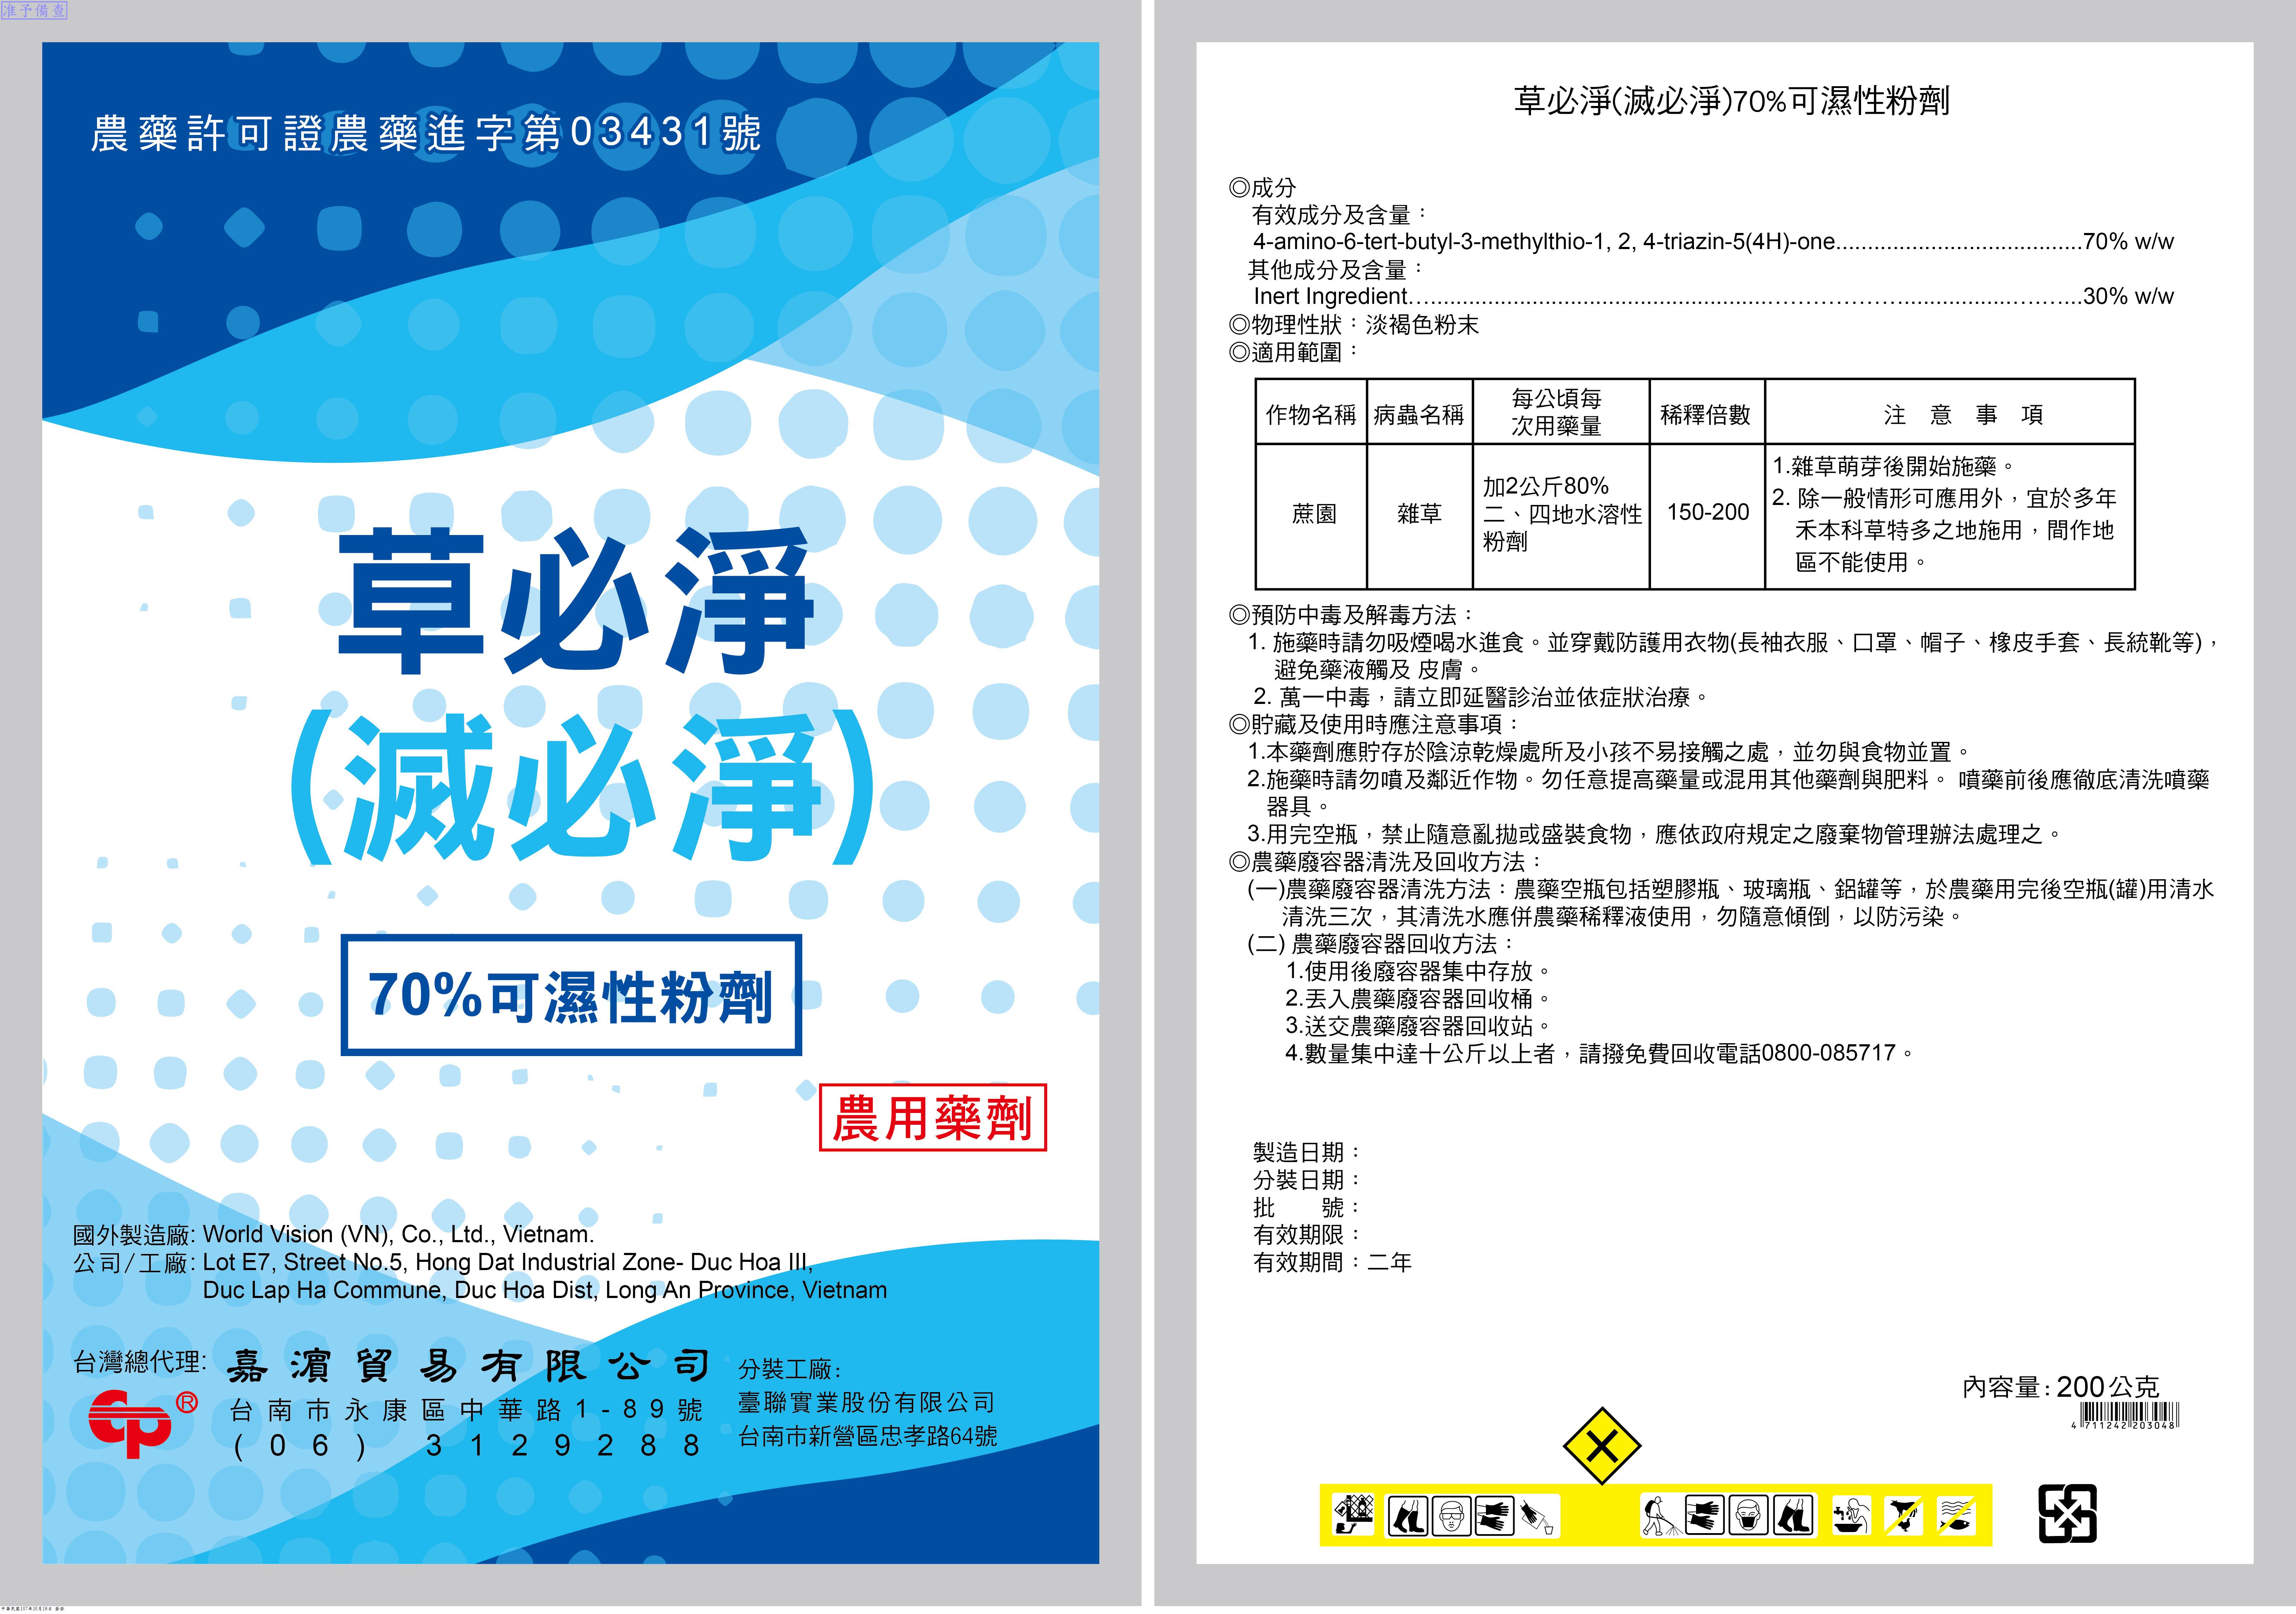 准予備查
農藥許可證農藥進字第03431號
草必淨
(滅必淨)
70%可濕性粉劑
農用藥劑
國外製造廠: World Vision (VN), Co., Ltd., Vietnam.
公司/工廠: Lot E7, Street No.5, Hong Dat Industrial Zone- Duc Hoa III,
Duc Lap Ha Commune, Duc Hoa Dist, Long An Province, Vietnam
台灣總代理: 嘉濵貿易有限公司
台南市永康區中華路1-89號
(06) 3129288
cp®
分裝工廠:
臺聯實業股份有限公司
台南市新營區忠孝路64號
草必淨(滅必淨)70%可濕性粉劑
◎成分
有效成分及含量：
4-amino-6-tert-butyl-3-methylthio-1, 2, 4-triazin-5(4H)-one.......................................70% w/w
其他成分及含量：
Inert Ingredient….....................................................………………….................…......30% w/w
◎物理性狀：淡褐色粉末
◎適用範圍：
作物名稱 病蟲名稱 每公頃每次用藥量 稀釋倍數 注意事項
蔗園 雜草 加2公斤80%二、四地水溶性粉劑 150-200
1.雜草萌芽後開始施藥。
2. 除一般情形可應用外，宜於多年
禾本科草特多之地施用，間作地
區不能使用。
◎預防中毒及解毒方法：
1. 施藥時請勿吸煙喝水進食。並穿戴防護用衣物(長袖衣服、口罩、帽子、橡皮手套、長統靴等)，
避免藥液觸及 皮膚。
2. 萬一中毒，請立即延醫診治並依症狀治療。
◎貯藏及使用時應注意事項：
1.本藥劑應貯存於陰涼乾燥處所及小孩不易接觸之處，並勿與食物並置。
2.施藥時請勿噴及鄰近作物。勿任意提高藥量或混用其他藥劑與肥料。 噴藥前後應徹底清洗噴藥
器具。
3.用完空瓶，禁止隨意亂拋或盛裝食物，應依政府規定之廢棄物管理辦法處理之。
◎農藥廢容器清洗及回收方法：
(一)農藥廢容器清洗方法：農藥空瓶包括塑膠瓶、玻璃瓶、鋁罐等，於農藥用完後空瓶(罐)用清水
清洗三次，其清洗水應併農藥稀釋液使用，勿隨意傾倒，以防污染。
(二) 農藥廢容器回收方法：
1.使用後廢容器集中存放。
2.丟入農藥廢容器回收桶。
3.送交農藥廢容器回收站。
4.數量集中達十公斤以上者，請撥免費回收電話0800-085717。
製造日期：
分裝日期：
批　　號：
有效期限：
有效期間：二年
內容量: 200公克
4 711242 203048